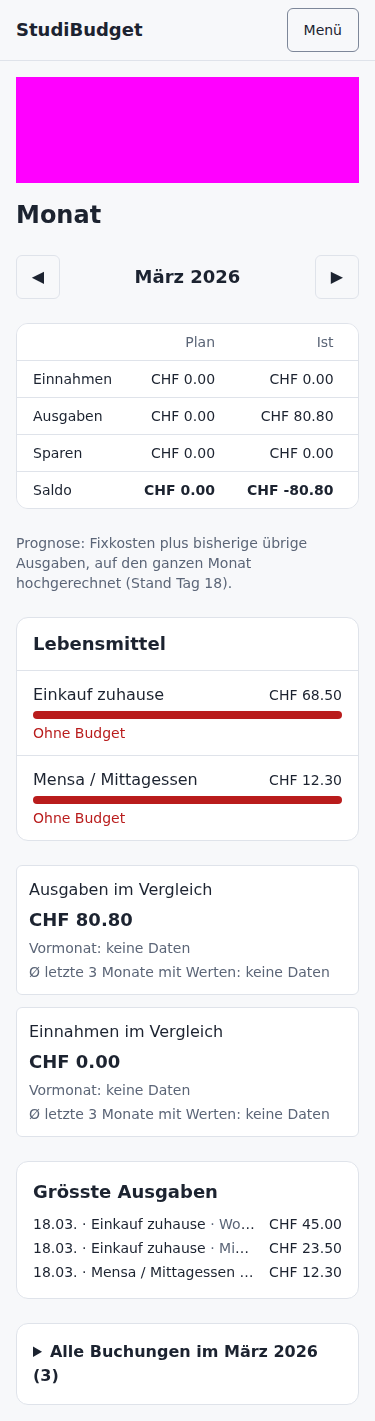 StudiBudget
Menü
Monat
◀
März 2026
▶
Plan Ist
Einnahmen CHF 0.00 CHF 0.00
Ausgaben CHF 0.00 CHF 80.80
Sparen CHF 0.00 CHF 0.00
Saldo CHF 0.00 CHF -80.80
Prognose: Fixkosten plus bisherige übrige
Ausgaben, auf den ganzen Monat
hochgerechnet (Stand Tag 18).
Lebensmittel
Einkauf zuhause CHF 68.50
Ohne Budget
Mensa / Mittagessen CHF 12.30
Ohne Budget
Ausgaben im Vergleich
CHF 80.80
Vormonat: keine Daten
Ø letzte 3 Monate mit Werten: keine Daten
Einnahmen im Vergleich
CHF 0.00
Vormonat: keine Daten
Ø letzte 3 Monate mit Werten: keine Daten
Grösste Ausgaben
18.03. · Einkauf zuhause · Wo… CHF 45.00
18.03. · Einkauf zuhause · Mi… CHF 23.50
18.03. · Mensa / Mittagessen … CHF 12.30
▶ Alle Buchungen im März 2026
(3)